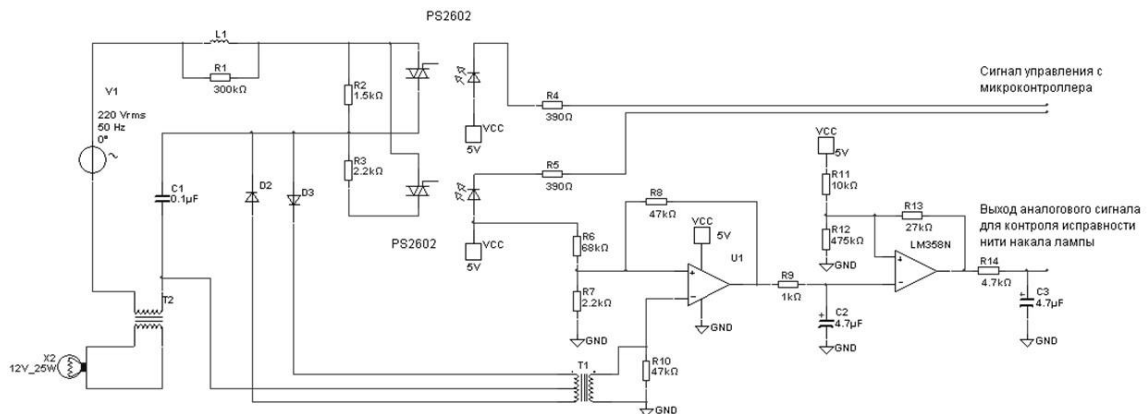 PS2602
L1
R1
300kΩ
V1
220 Vrms
50 Hz
0°
R2
1.5kΩ
R3
2.2kΩ
C1
0.1µF
D2
D3
VCC
5V
R4
390Ω
Сигнал управления с
микроконтроллера
R5
390Ω
PS2602
VCC
5V
R6
68kΩ
R7
2.2kΩ
GND
R8
47kΩ
VCC
5V
U1
GND
R9
1kΩ
C2
4.7µF
GND
VCC
5V
R11
10kΩ
R12
475kΩ
GND
R13
27kΩ
LM358N
Выход аналогового сигнала
для контроля исправности
нити накала лампы
R14
4.7kΩ
C3
4.7µF
GND
T2
X2
12V_25W
T1
R10
47kΩ
GND